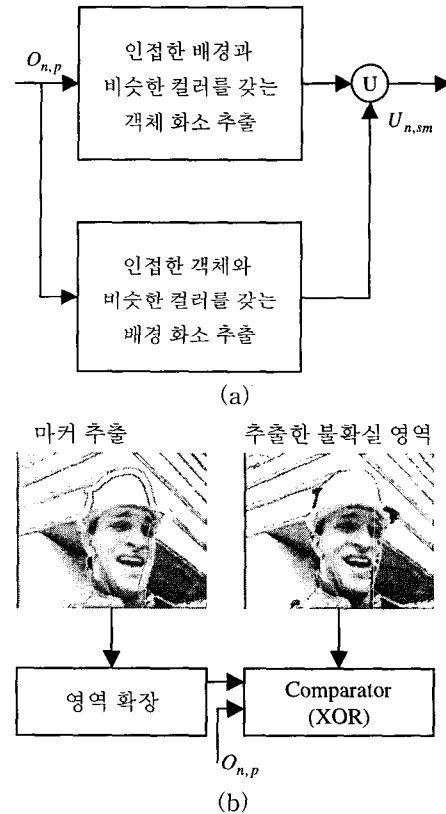 O_{n,p}
인접한 배경과
비슷한 컬러를 갖는
객체 화소 추출
U
U_{n,sm}
인접한 객체와
비슷한 컬러를 갖는
배경 화소 추출
(a)
마커 추출
추출한 불확실 영역
영역 확장
Comparator
(XOR)
O_{n,p}
(b)